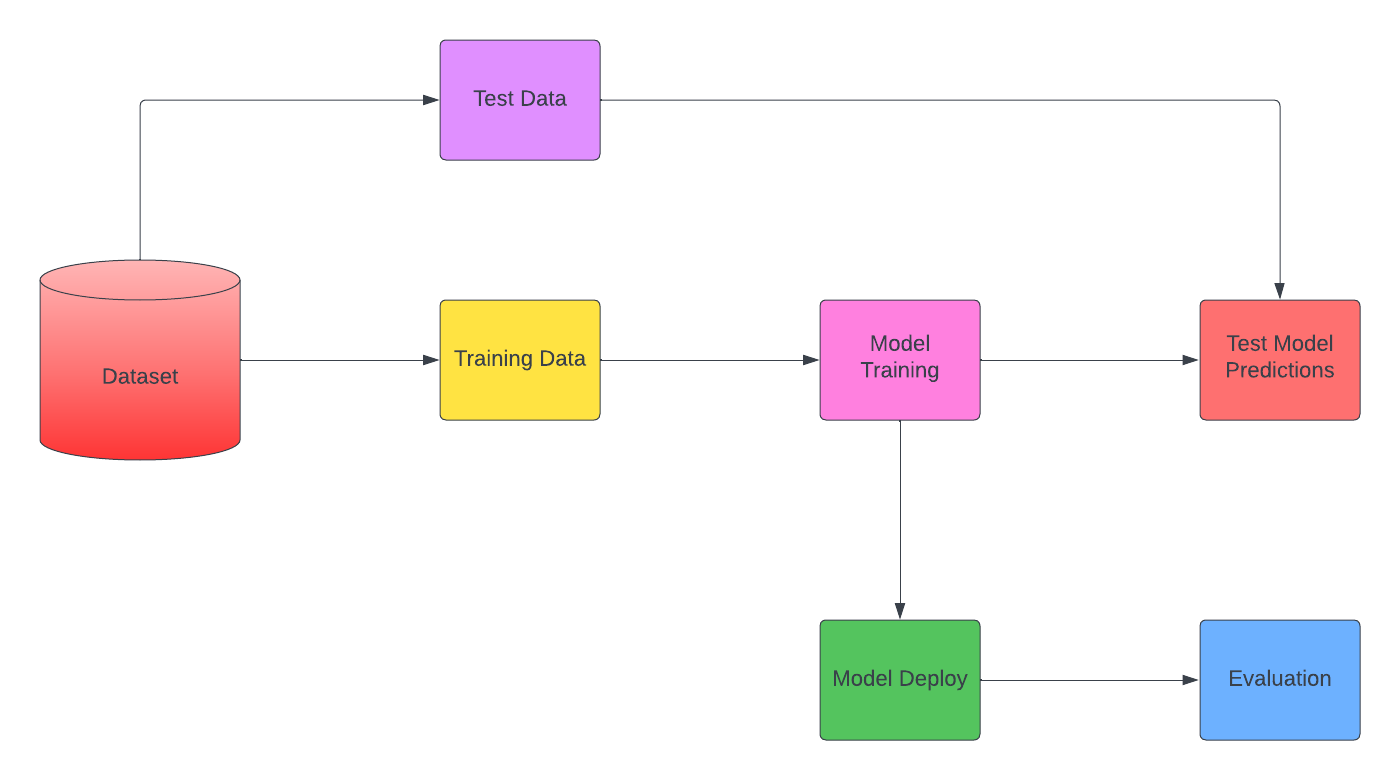 Test Data
Dataset
Training Data
Model
Training
Test Model
Predictions
Model Deploy
Evaluation